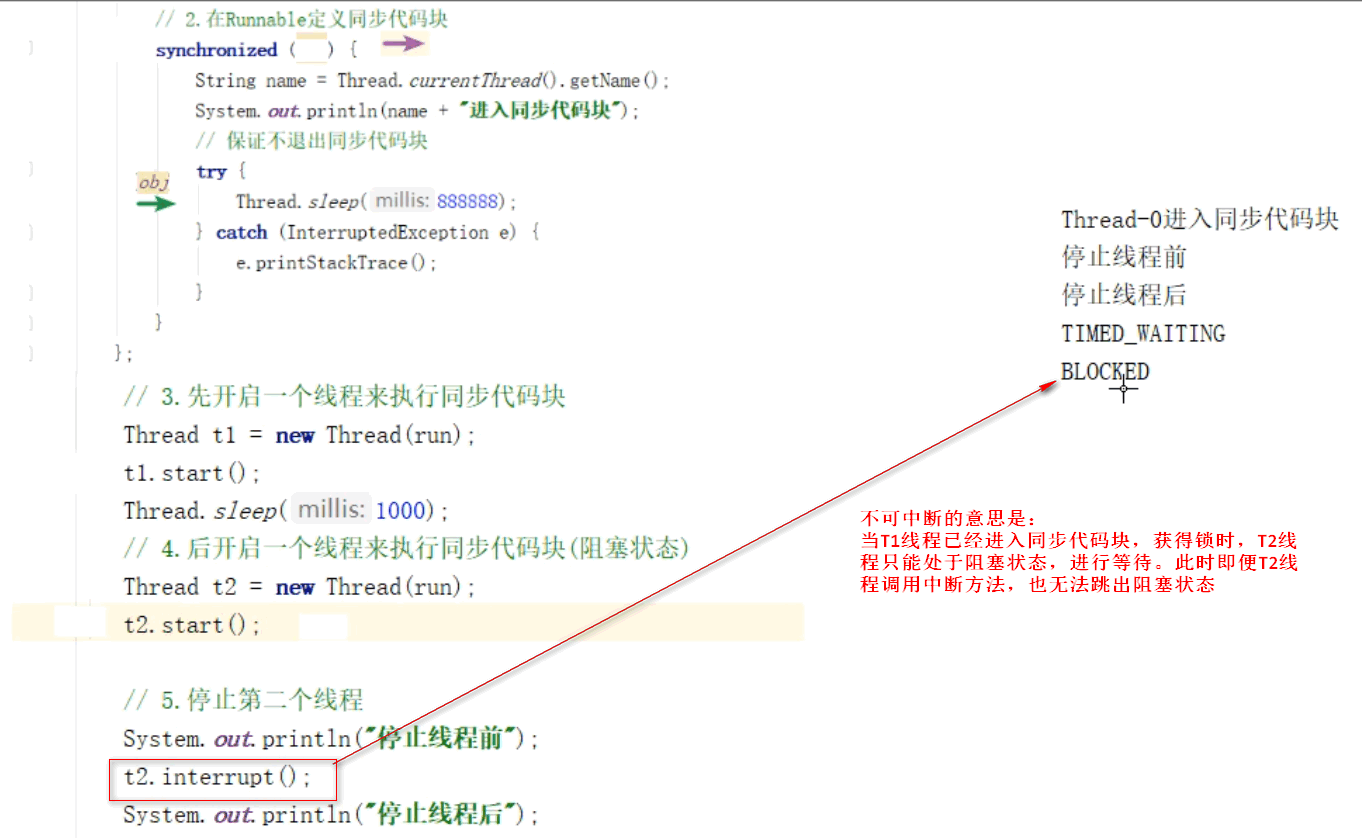 // 2.在Runnable定义同步代码块
synchronized ( ) {
String name = Thread.currentThread().getName();
System.out.println(name + "进入同步代码块");
// 保证不退出同步代码块
try {
obj
Thread.sleep( millis: 888888);
} catch (InterruptedException e) {
e.printStackTrace();
}
}
};
// 3.先开启一个线程来执行同步代码块
Thread t1 = new Thread(run);
t1.start();
Thread.sleep( millis: 1000);
// 4.后开启一个线程来执行同步代码块(阻塞状态)
Thread t2 = new Thread(run);
t2.start();
// 5.停止第二个线程
System.out.println("停止线程前");
t2.interrupt();
System.out.println("停止线程后");
Thread-0进入同步代码块
停止线程前
停止线程后
TIMED_WAITING
BLOCKED
不可中断的意思是：
当T1线程已经进入同步代码块，获得锁时，T2线
程只能处于阻塞状态，进行等待。此时即便T2线
程调用中断方法，也无法跳出阻塞状态